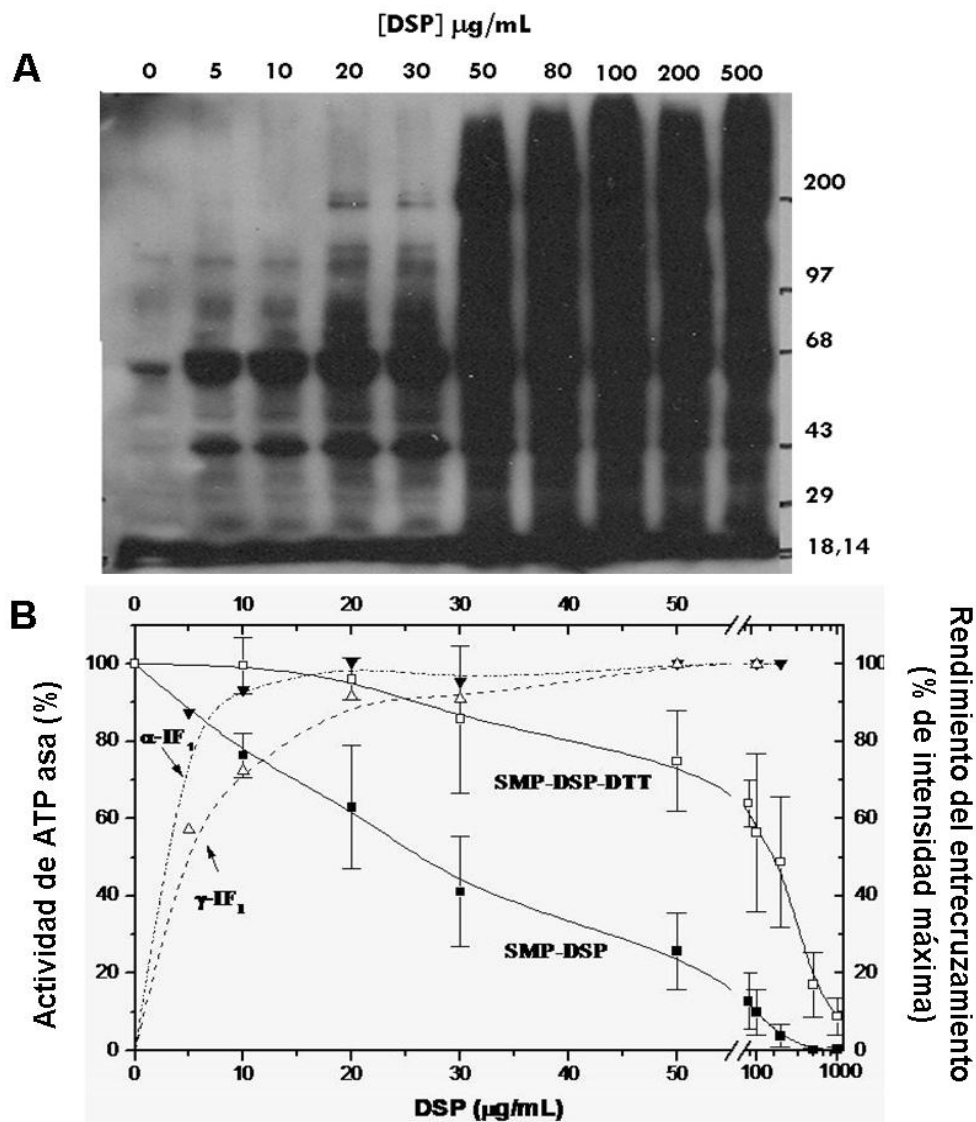 [DSP] µg/mL
A
0 5 10 20 30 50 80 100 200 500
200
97
68
43
29
18,14
B
0 10 20 30 40 50
100 100
80 80
60 60
40 40
20 20
0 0
Actividad de ATP asa (%)
Rendimiento del entrecruzamiento
(% de intensidad máxima)
α-IF1
γ-IF1
SMP-DSP-DTT
SMP-DSP
0 10 20 30 40 50 100 1000
DSP (µg/mL)